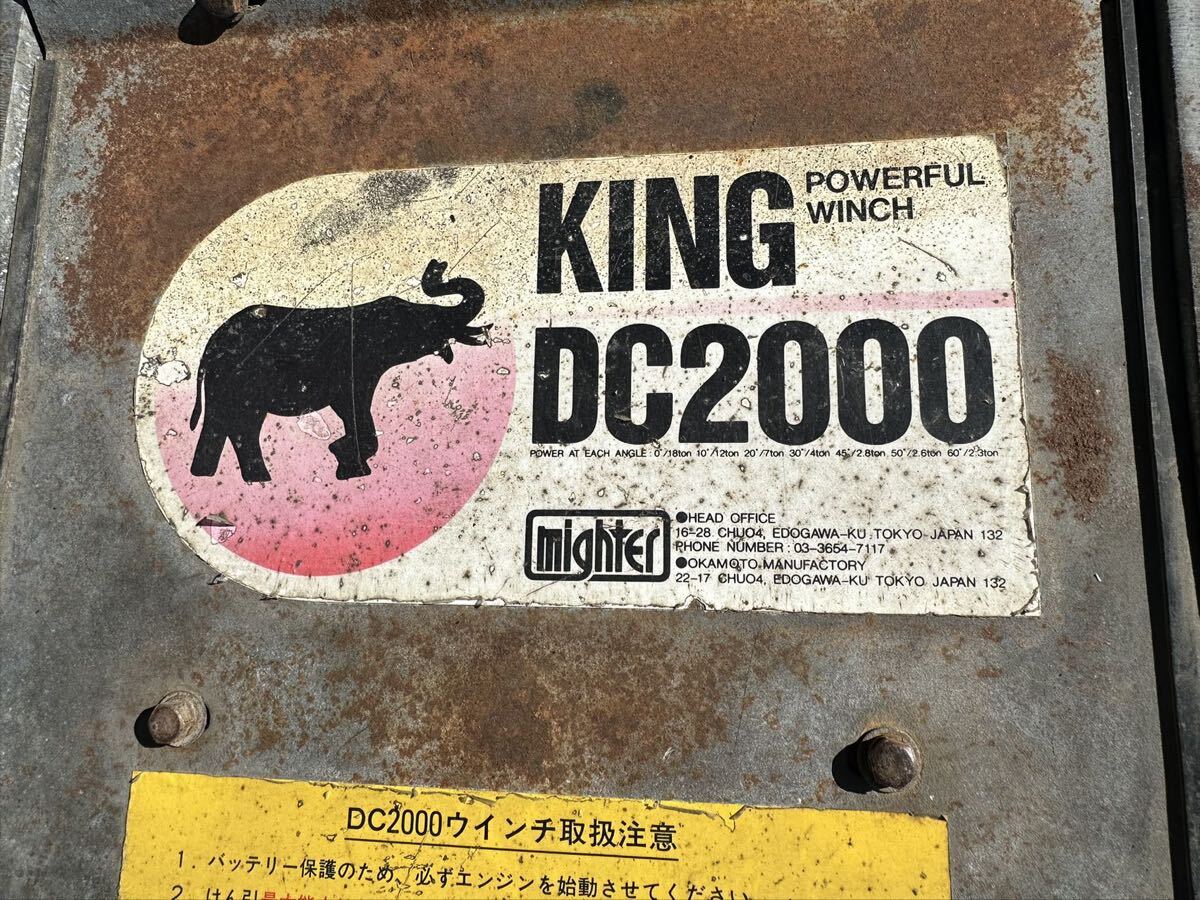 KING
POWERFUL
WINCH
DC2000
POWER AT EACH ANGLE : 0°/18ton 10°/12ton 20°/7ton 30°/4ton 45°/2.8ton 50°/2.6ton 60°/2.3ton
mighter
●HEAD OFFICE
16-28 CHUO4, EDOGAWA-KU TOKYO JAPAN 132
PHONE NUMBER : 03-3654-7117
●OKAMOTO MANUFACTORY
22-17 CHUO4, EDOGAWA-KU TOKYO JAPAN 132
DC2000ウインチ取扱注意
1. バッテリー保護のため、必ずエンジンを始動させてください
2. けん引